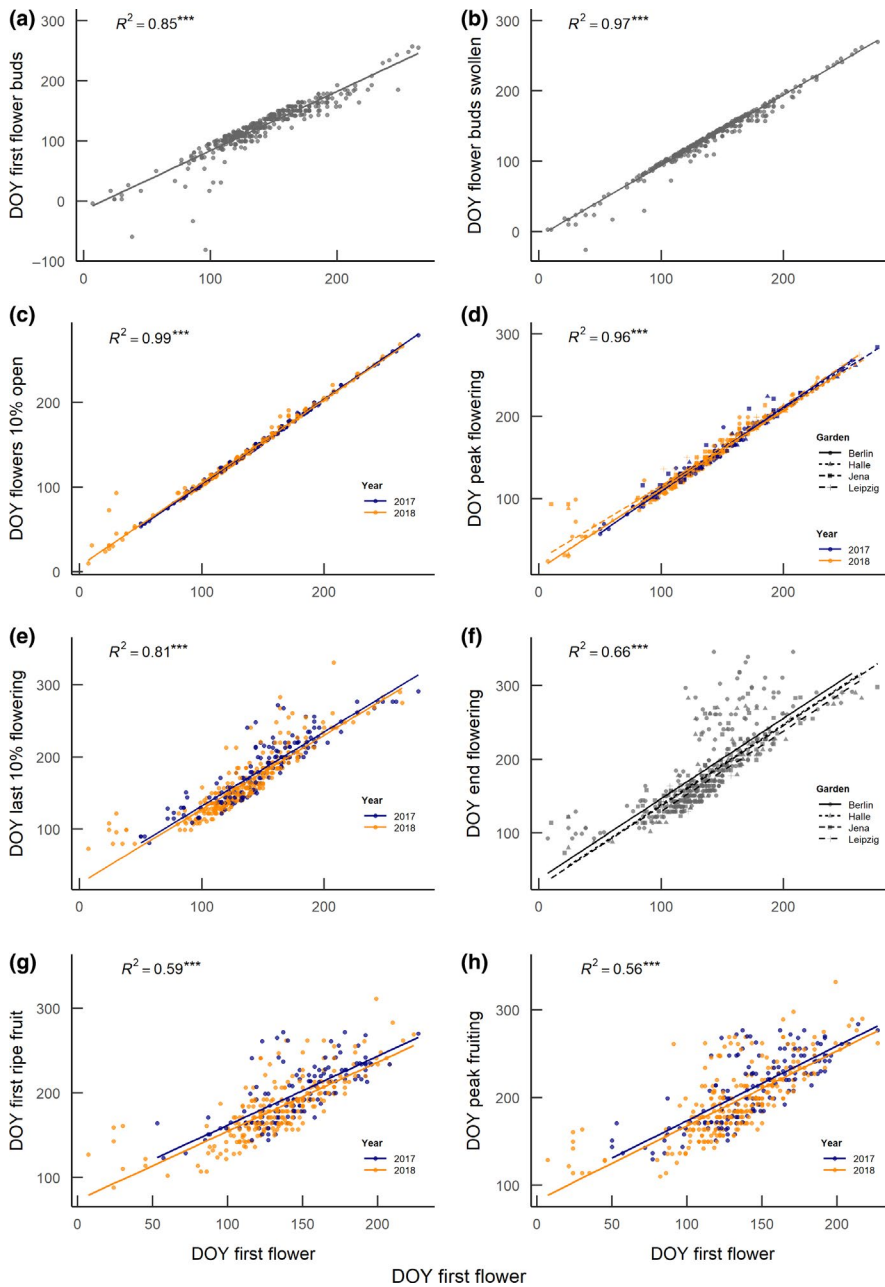 (a)
R² = 0.85***
DOY first flower buds
300
200
100
0
–100
0
100
200
(b)
R² = 0.97***
DOY flower buds swollen
300
200
100
0
0
100
200
(c)
R² = 0.99***
DOY flowers 10% open
200
100
0
0
100
200
Year
2017
2018
(d)
R² = 0.96***
DOY peak flowering
300
200
100
0
100
200
Garden
Berlin
Halle
Jena
Leipzig
Year
2017
2018
(e)
R² = 0.81***
DOY last 10% flowering
300
200
100
0
100
200
Year
2017
2018
(f)
R² = 0.66***
DOY end flowering
300
200
100
0
100
200
Garden
Berlin
Halle
Jena
Leipzig
(g)
R² = 0.59***
DOY first ripe fruit
300
200
100
0
50
100
150
200
DOY first flower
Year
2017
2018
(h)
R² = 0.56***
DOY peak fruiting
300
200
100
0
50
100
150
200
DOY first flower
Year
2017
2018
DOY first flower